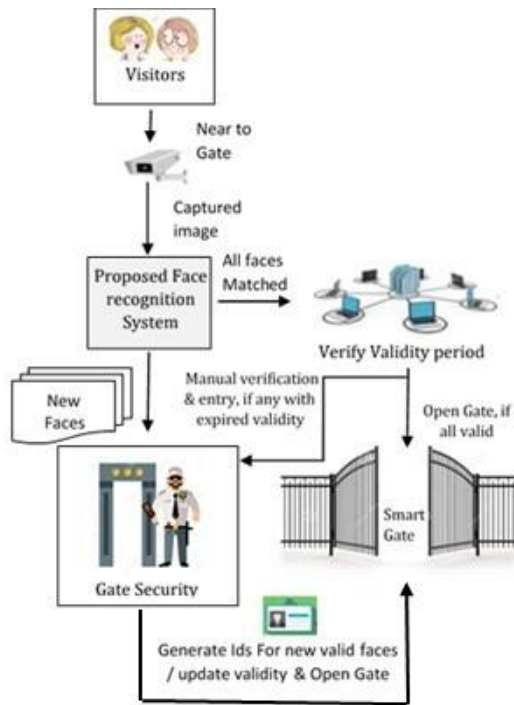 Visitors
Near to
Gate
Captured
image
Proposed Face
recognition
System
All faces
Matched
Verify Validity period
New
Faces
Manual verification
& entry, if any with
expired validity
Open Gate, if
all valid
Smart
Gate
Gate Security
Generate Ids For new valid faces
/ update validity & Open Gate